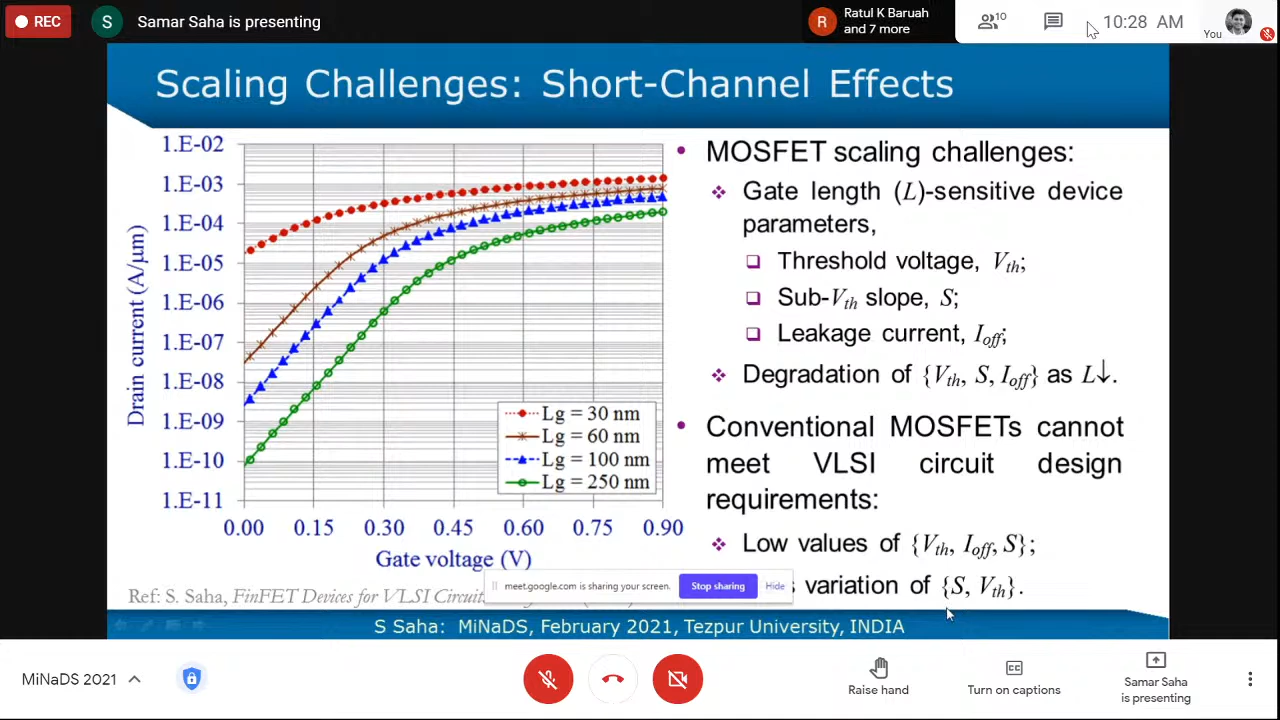 REC
S
Samar Saha is presenting
R
Ratul K Baruah
and 7 more
10
10:28 AM
You
Scaling Challenges: Short-Channel Effects
1.E-02
1.E-03
1.E-04
1.E-05
1.E-06
1.E-07
1.E-08
1.E-09
1.E-10
1.E-11
Drain current (A/µm)
0.00 0.15 0.30 0.45 0.60 0.75 0.90
Gate voltage (V)
Lg = 30 nm
Lg = 60 nm
Lg = 100 nm
Lg = 250 nm
• MOSFET scaling challenges:
❖ Gate length (L)-sensitive device
parameters,
❑ Threshold voltage, Vth;
❑ Sub-Vth slope, S;
❑ Leakage current, Ioff;
❖ Degradation of {Vth, S, Ioff} as L↓.
• Conventional MOSFETs cannot
meet VLSI circuit design
requirements:
❖ Low values of {Vth, Ioff, S};
variation of {S, Vth}.
meet.google.com is sharing your screen.
Stop sharing
Hide
Ref: S. Saha, FinFET Devices for VLSI
S Saha: MiNaDS, February 2021, Tezpur University, INDIA
MiNaDS 2021
Raise hand
Turn on captions
Samar Saha
is presenting